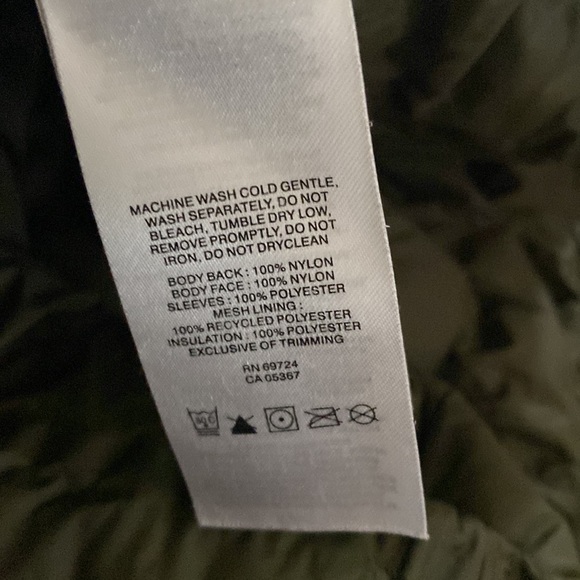 MACHINE WASH COLD GENTLE,
WASH SEPARATELY, DO NOT
BLEACH, TUMBLE DRY LOW,
REMOVE PROMPTLY, DO NOT
IRON, DO NOT DRYCLEAN
BODY BACK : 100% NYLON
BODY FACE : 100% NYLON
SLEEVES : 100% POLYESTER
MESH LINING :
100% RECYCLED POLYESTER
INSULATION : 100% POLYESTER
EXCLUSIVE OF TRIMMING
RN 69724
CA 05367